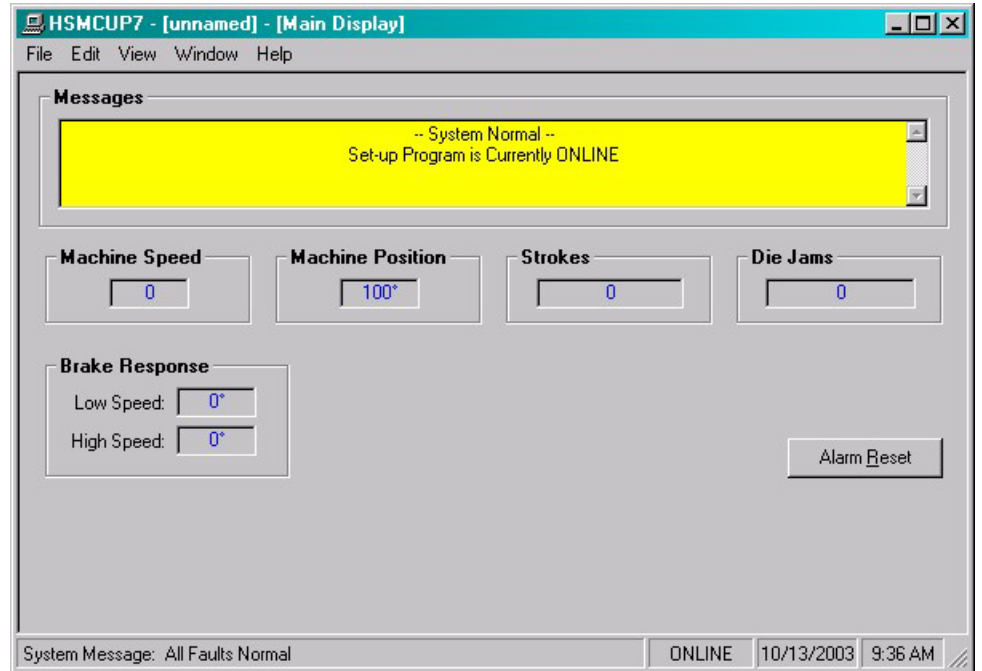 HSMCUP7 - [unnamed] - [Main Display]
File Edit View Window Help
Messages
-- System Normal --
Set-up Program is Currently ONLINE
Machine Speed Machine Position Strokes Die Jams
0 100° 0 0
Brake Response
Low Speed: 0°
High Speed: 0°
Alarm Reset
System Message: All Faults Normal ONLINE 10/13/2003 9:36 AM